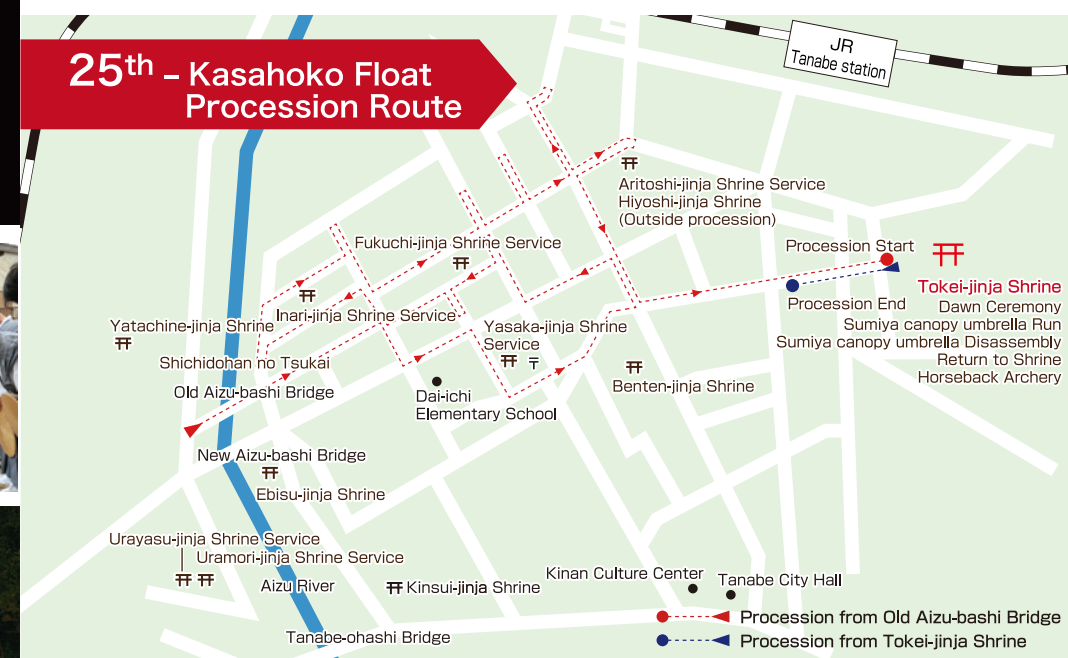 25th – Kasahoko Float
Procession Route
JR
Tanabe station
Aritoshi-jinja Shrine Service
Hiyoshi-jinja Shrine
(Outside procession)
Fukuchi-jinja Shrine Service
Procession Start
Tokei-jinja Shrine
Dawn Ceremony
Sumiya canopy umbrella Run
Sumiya canopy umbrella Disassembly
Return to Shrine
Horseback Archery
Procession End
Inari-jinja Shrine Service
Yatachine-jinja Shrine
Yasaka-jinja Shrine
Service
〒
Shichidohan no Tsukai
Old Aizu-bashi Bridge
Dai-ichi
Elementary School
Benten-jinja Shrine
New Aizu-bashi Bridge
Ebisu-jinja Shrine
Urayasu-jinja Shrine Service
Uramori-jinja Shrine Service
Aizu River
Kinsui-jinja Shrine
Kinan Culture Center
Tanabe City Hall
Tanabe-ohashi Bridge
Procession from Old Aizu-bashi Bridge
Procession from Tokei-jinja Shrine